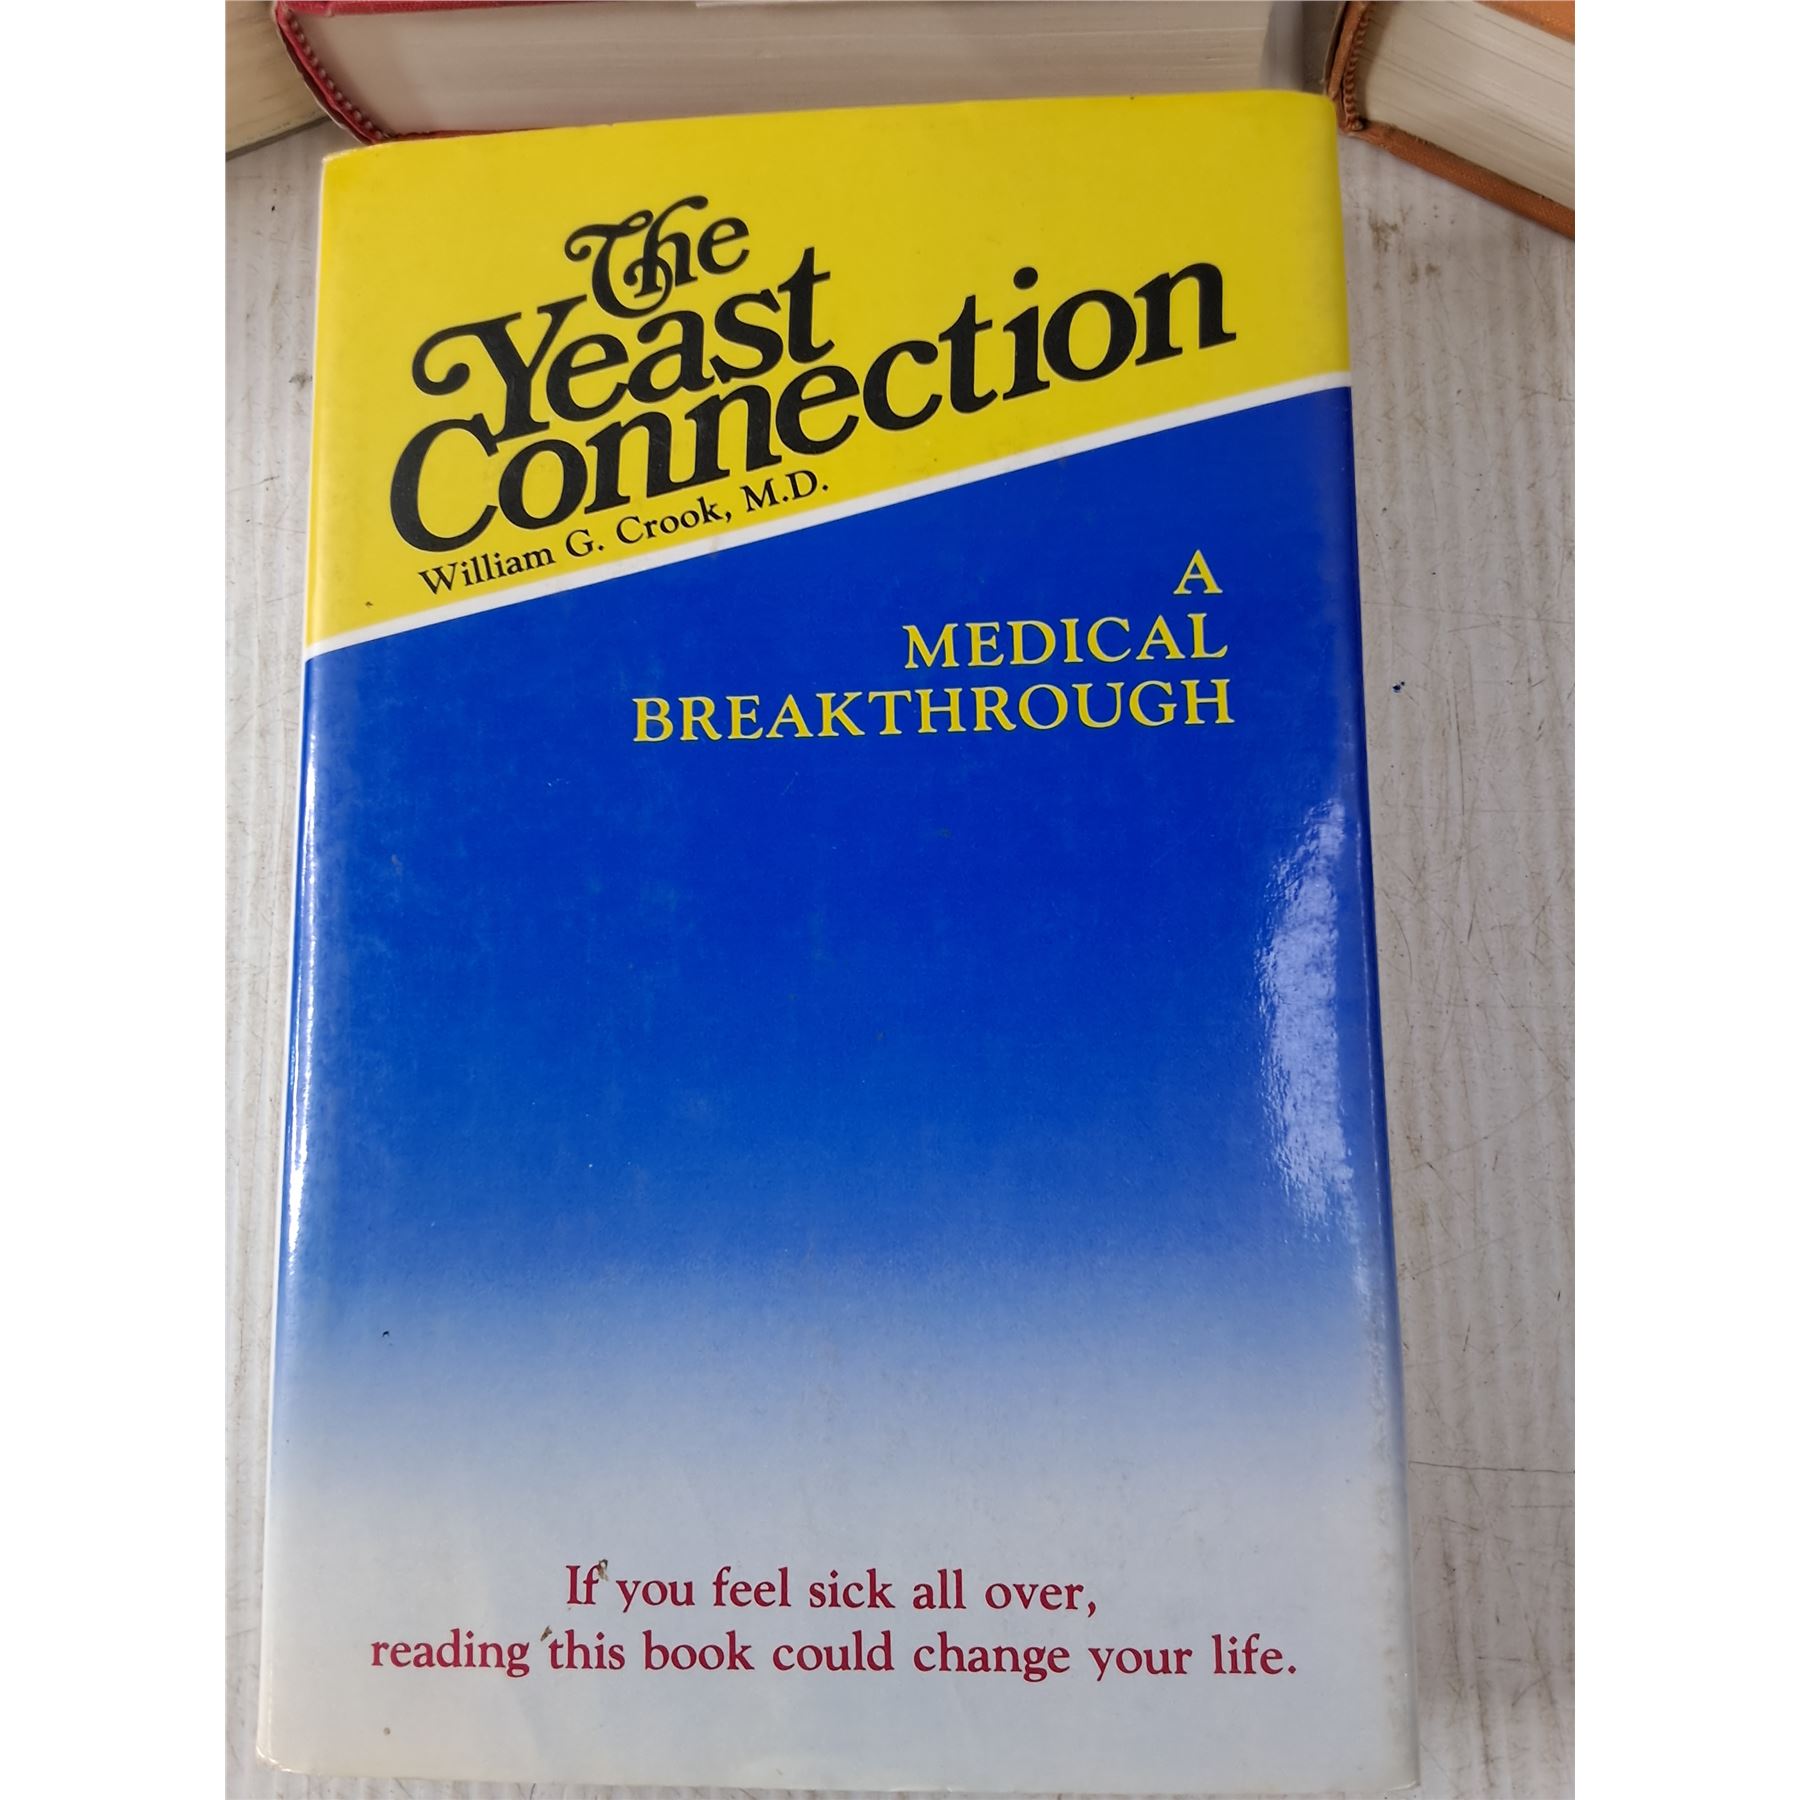 The
Yeast
Connection
William G. Crook, M.D.
A
MEDICAL
BREAKTHROUGH
If you feel sick all over,
reading this book could change your life.